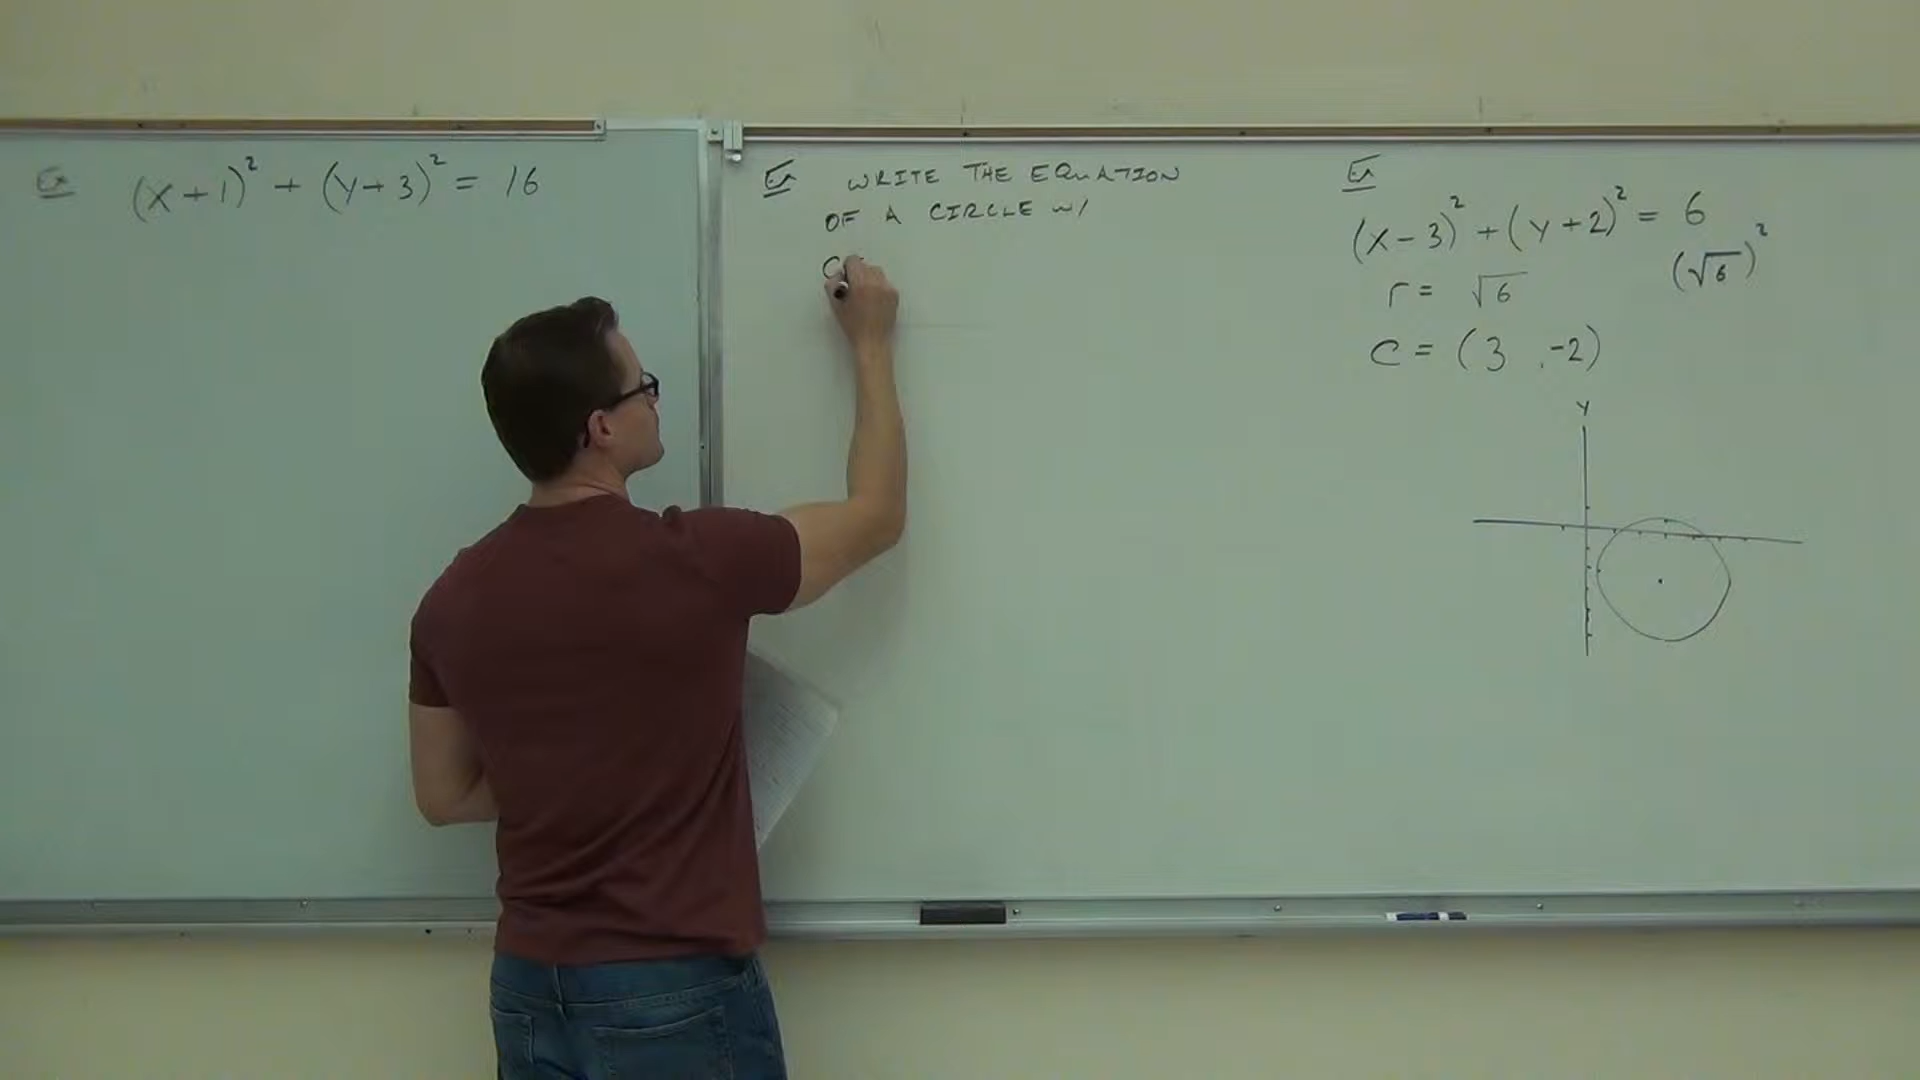 Ex (x+1)² + (y+3)² = 16
Ex WRITE THE EQUATION
OF A CIRCLE w/
Ex
(x-3)² + (y+2)² = 6
(√6)²
r = √6
C = (3, -2)
y